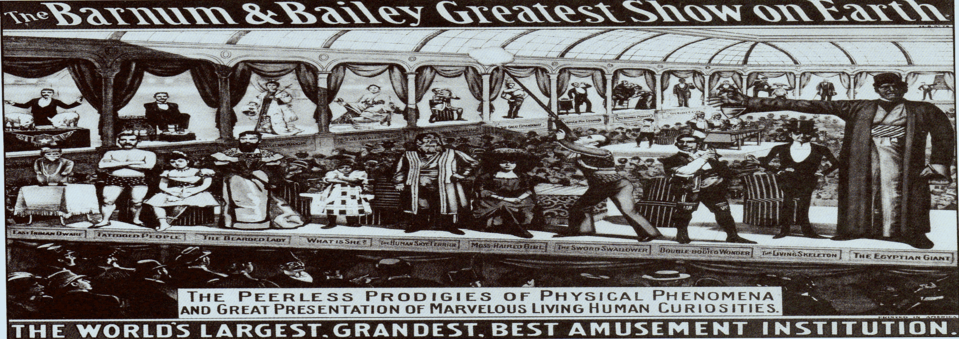 The Barnum & Bailey Greatest Show on Earth
East Indian Dwarf
Tattooed People
The Bearded Lady
What is She?
The Human Skye Terrier
Moss-Haired Girl
The Sword Swallower
Double-bodied Wonder
The Living Skeleton
The Egyptian Giant
The Peerless Prodigies of Physical Phenomena
and Great Presentation of Marvelous Living Human Curiosities.
The World's Largest, Grandest, Best Amusement Institution.